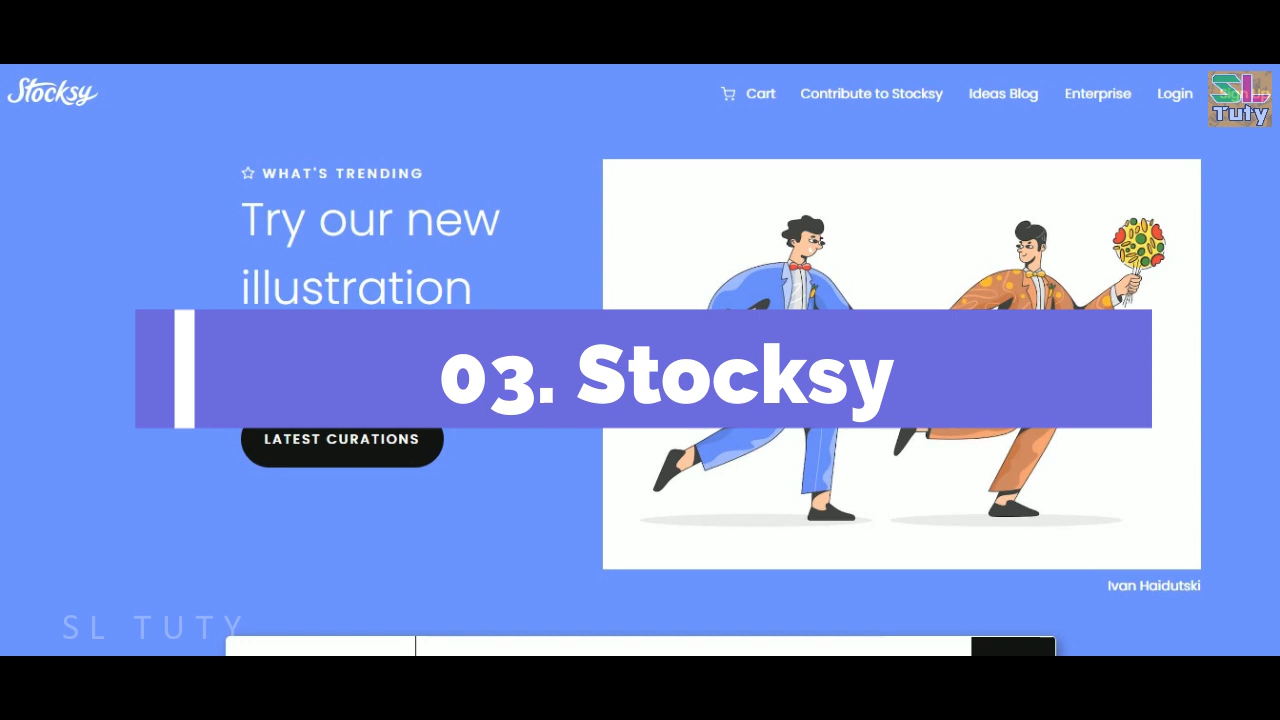 Stocksy
Cart Contribute to Stocksy Ideas Blog Enterprise Login
SL
Tuty
WHAT'S TRENDING
Try our new
illustration
03. Stocksy
LATEST CURATIONS
Ivan Haidutski
SL TUTY